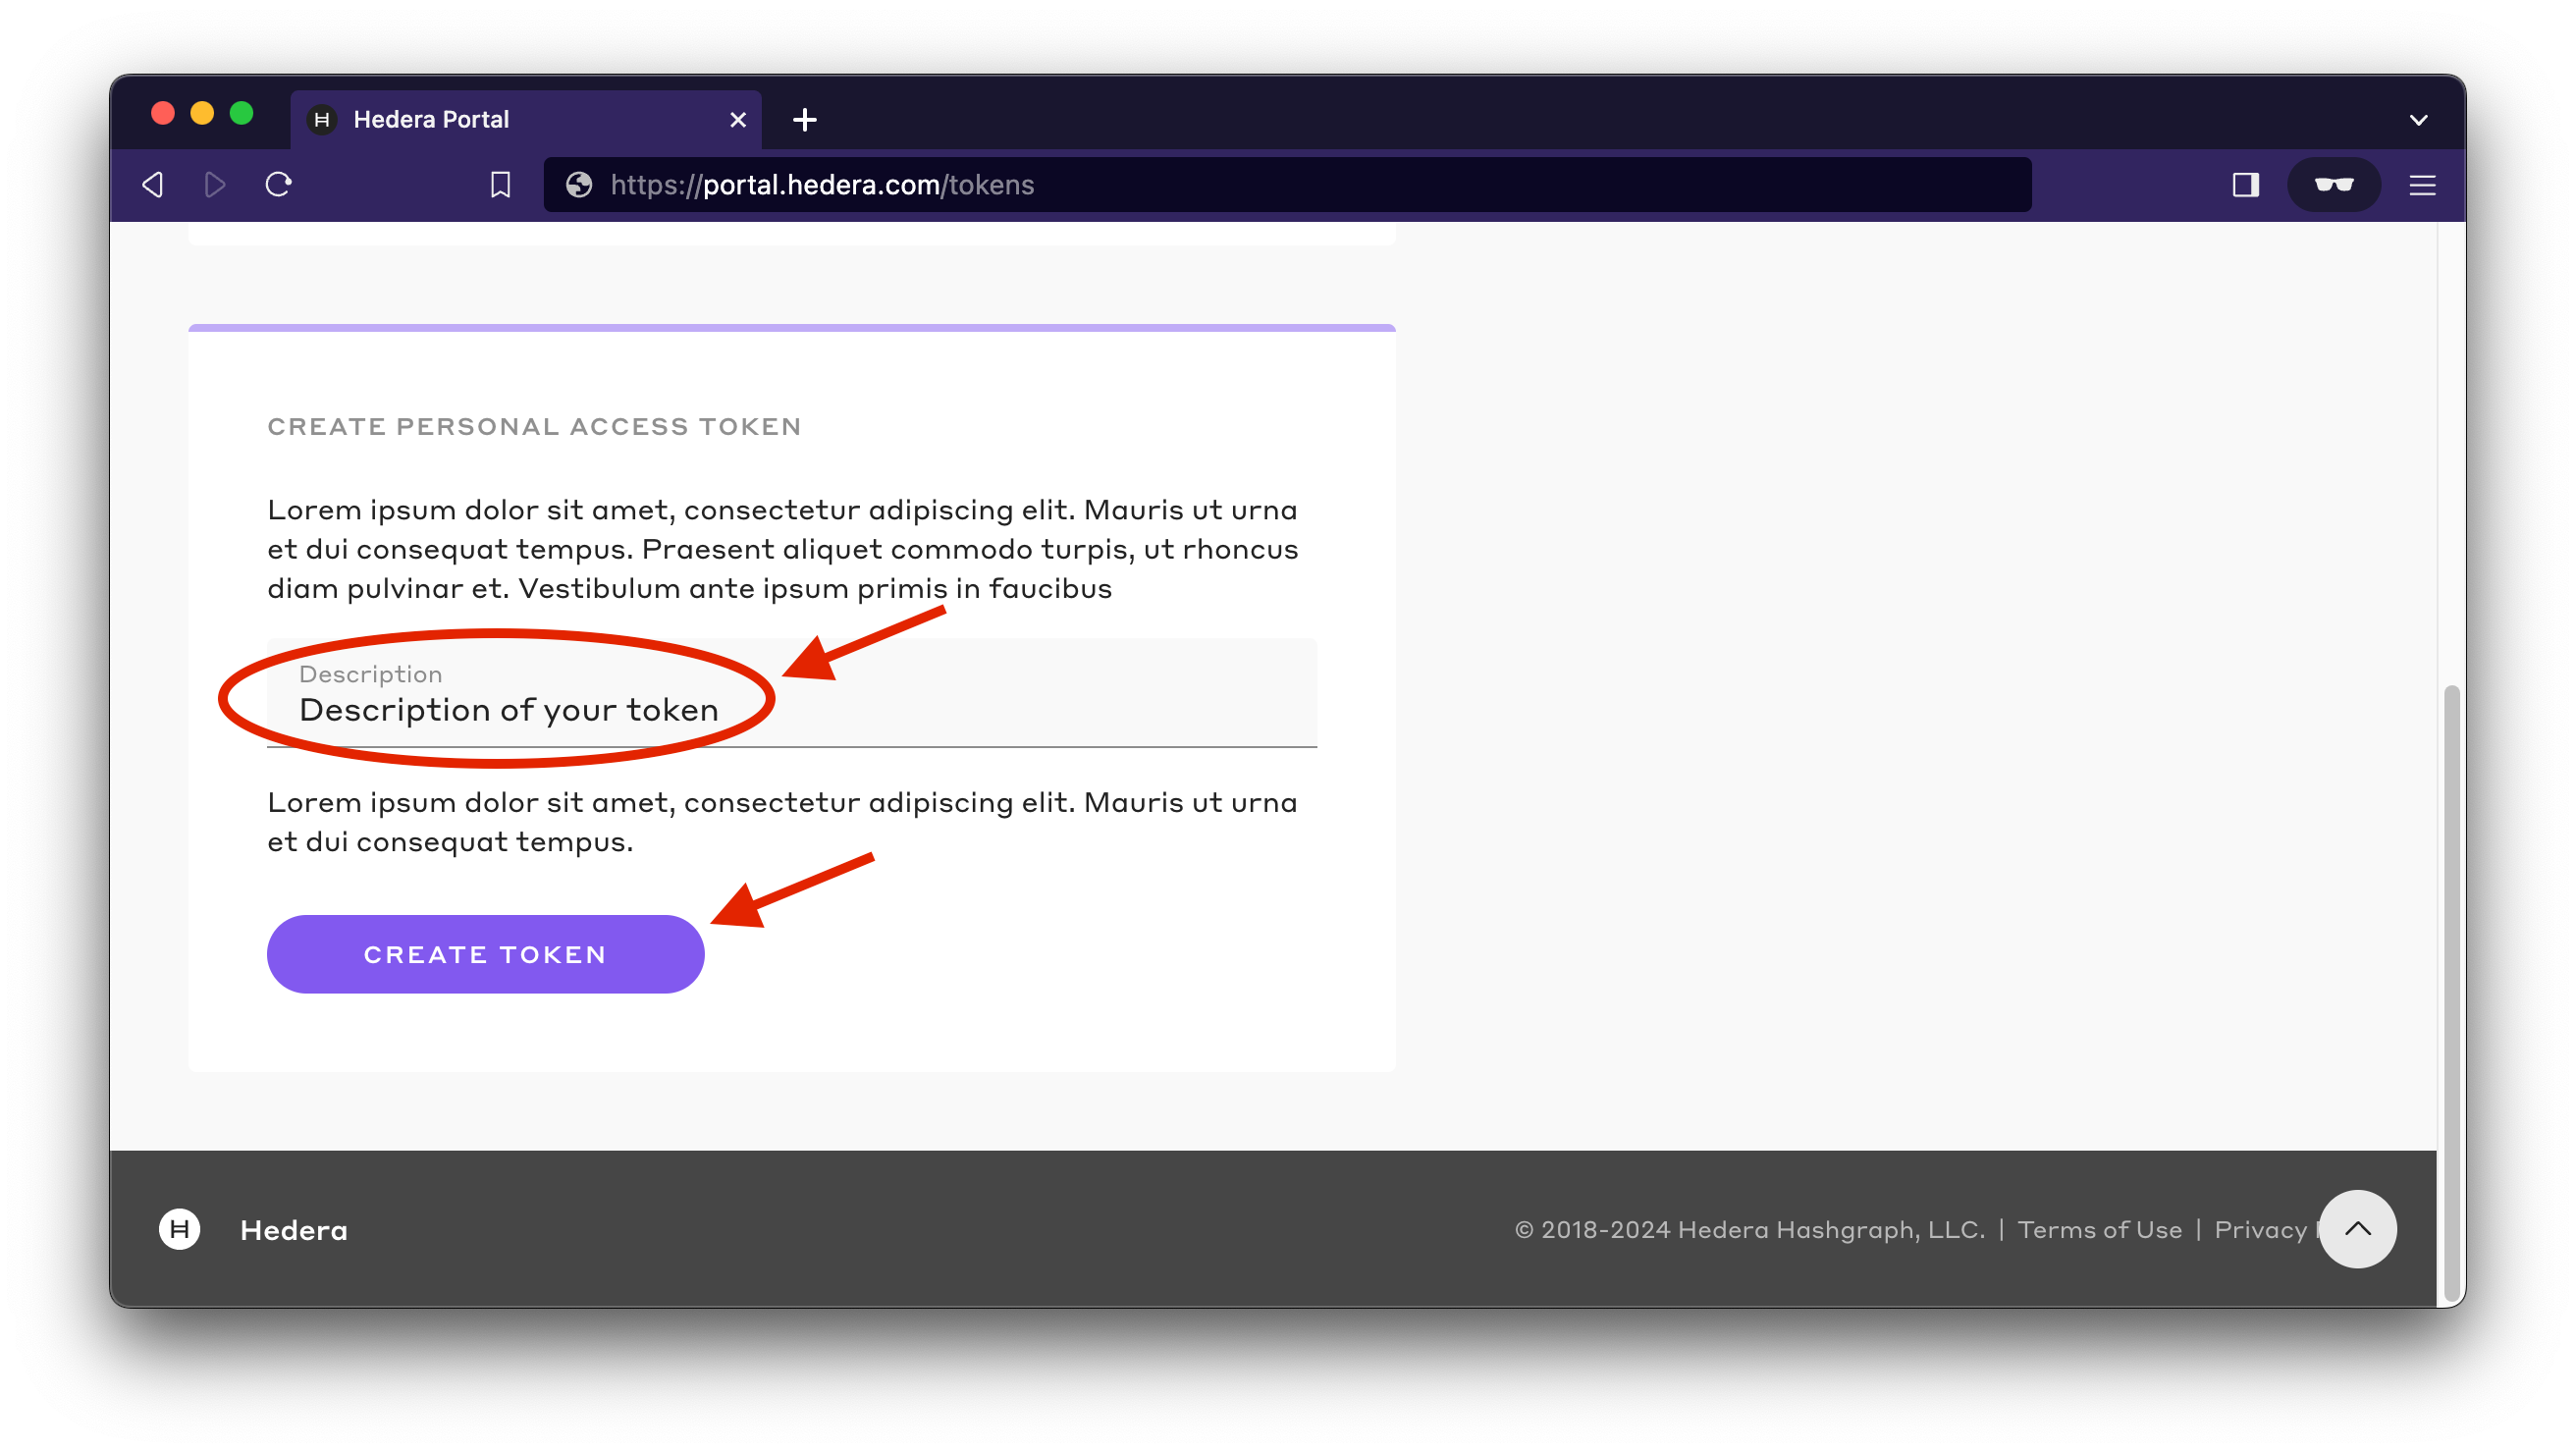 Hedera Portal
https://portal.hedera.com/tokens
CREATE PERSONAL ACCESS TOKEN
Lorem ipsum dolor sit amet, consectetur adipiscing elit. Mauris ut urna
et dui consequat tempus. Praesent aliquet commodo turpis, ut rhoncus
diam pulvinar et. Vestibulum ante ipsum primis in faucibus
Description
Description of your token
Lorem ipsum dolor sit amet, consectetur adipiscing elit. Mauris ut urna
et dui consequat tempus.
CREATE TOKEN
Hedera
© 2018-2024 Hedera Hashgraph, LLC. | Terms of Use | Privacy